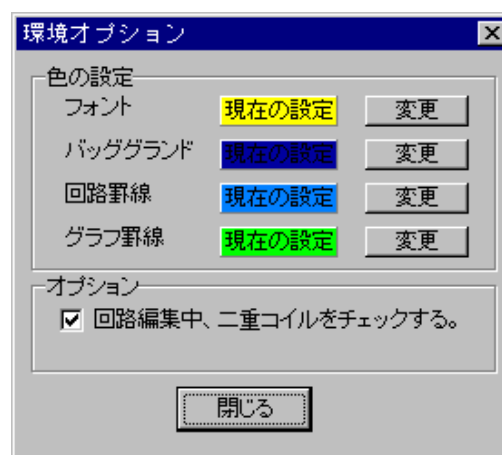 環境オプション
色の設定
フォント 現在の設定 変更
バッググランド 現在の設定 変更
回路罫線 現在の設定 変更
グラフ罫線 現在の設定 変更
オプション
回路編集中、二重コイルをチェックする。
閉じる